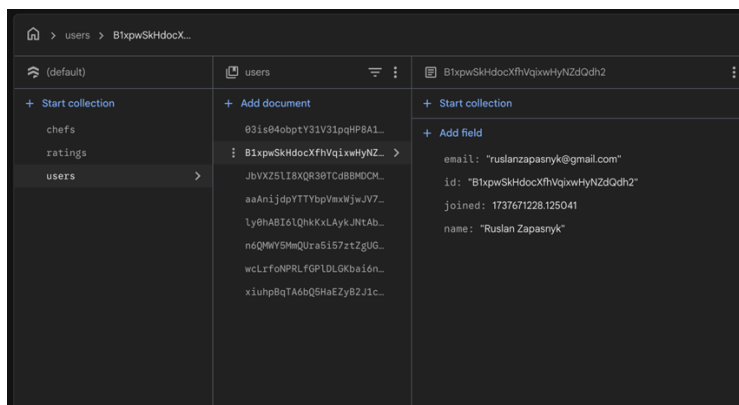 users > B1xpwSkHdocX...
(default)
+ Start collection
chefs
ratings
users
users
+ Add document
03is04obptY31V31pqHP8A1…
B1xpwSkHdocXfhVqixwHyNZ…
JbVXZ5lI8XQR30TCdBBMDCM…
aaAnijdpYTTYbpVmxWjwJV7…
ly0hABI6lQhkKxLAykJNtAb…
n6QMWY5MmQUra5i57ztZgUG…
wcLrfoNPRLfGPlDLGKbai6n…
xiuhpBqTA6bQ5HaEZyB2J1c…
B1xpwSkHdocXfhVqixwHyNZdQdh2
+ Start collection
+ Add field
email: "ruslanzapasnyk@gmail.com"
id: "B1xpwSkHdocXfhVqixwHyNZdQdh2"
joined: 1737671228.125041
name: "Ruslan Zapasnyk"